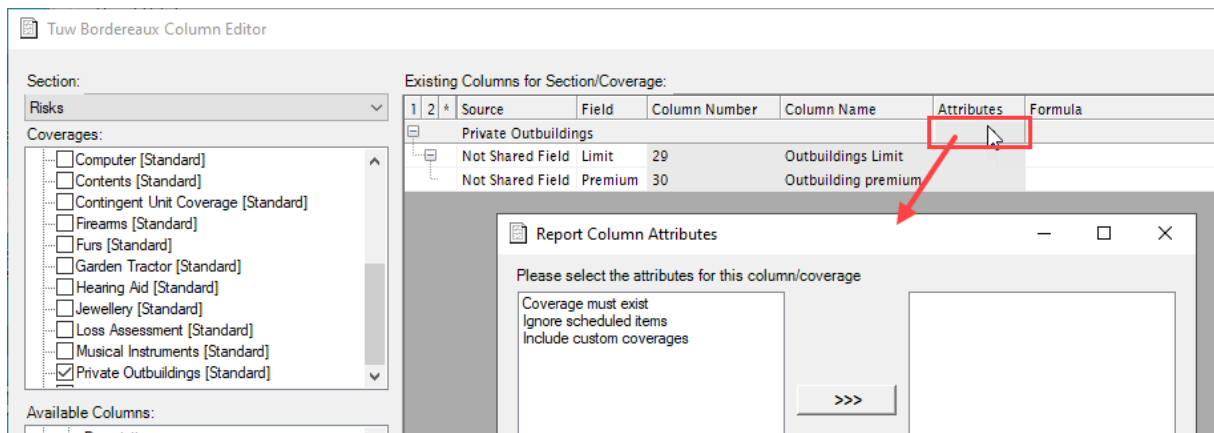 Tuw Bordereaux Column Editor
Section:
Risks
Coverages:
Computer [Standard]
Contents [Standard]
Contingent Unit Coverage [Standard]
Firearms [Standard]
Furs [Standard]
Garden Tractor [Standard]
Hearing Aid [Standard]
Jewellery [Standard]
Loss Assessment [Standard]
Musical Instruments [Standard]
Private Outbuildings [Standard]
Available Columns:
Existing Columns for Section/Coverage:
1 2 * Source Field Column Number Column Name Attributes Formula
Private Outbuildings
Not Shared Field Limit 29 Outbuildings Limit
Not Shared Field Premium 30 Outbuilding premium
Report Column Attributes
Please select the attributes for this column/coverage
Coverage must exist
Ignore scheduled items
Include custom coverages
>>>